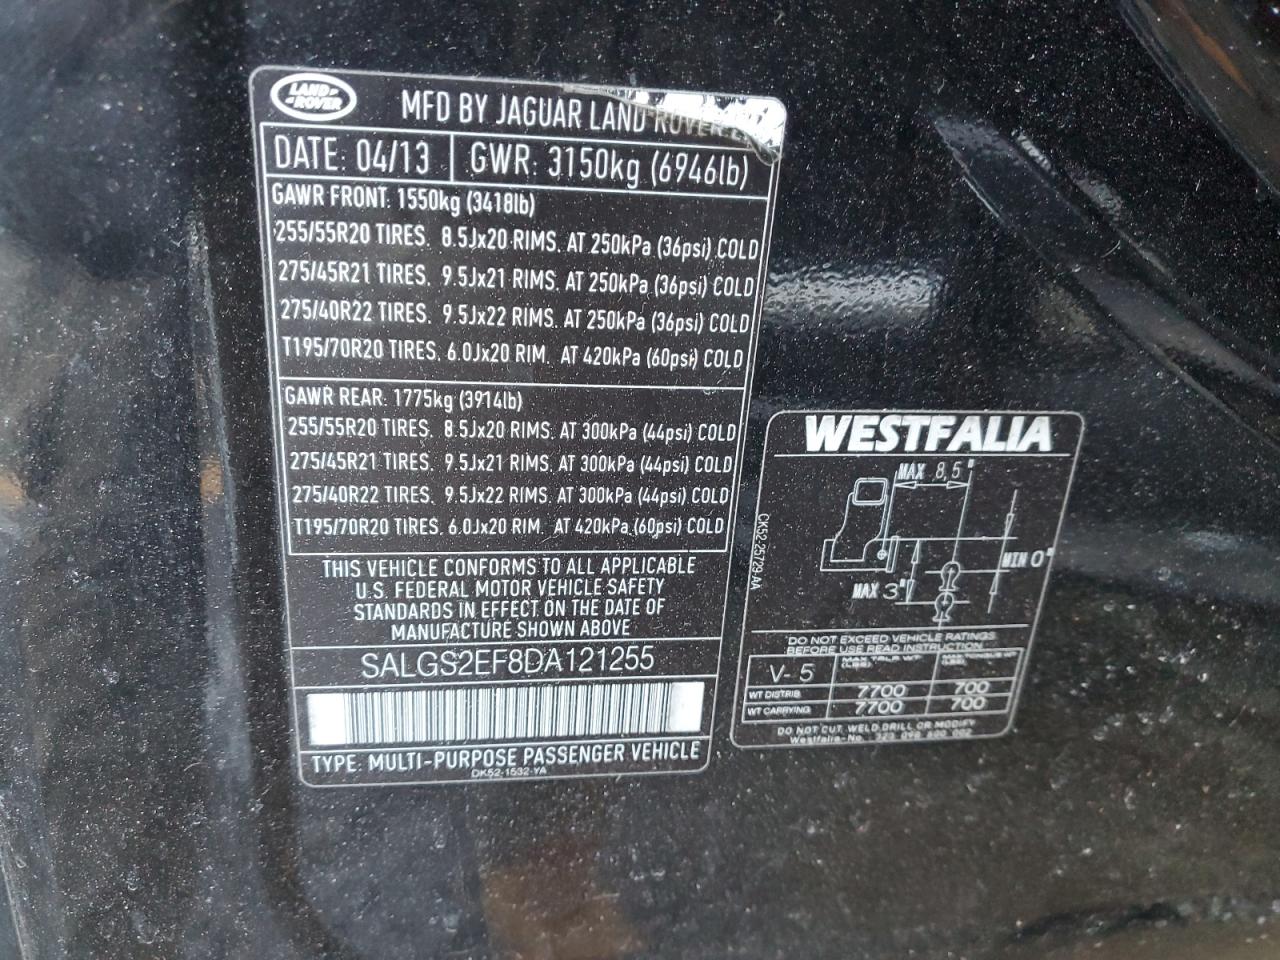 LAND ROVER
MFD BY JAGUAR LAND ROVER
DATE: 04/13 GWR: 3150kg (6946lb)
GAWR FRONT: 1550kg (3418lb)
255/55R20 TIRES. 8.5Jx20 RIMS. AT 250kPa (36psi) COLD
275/45R21 TIRES. 9.5Jx21 RIMS. AT 250kPa (36psi) COLD
275/40R22 TIRES. 9.5Jx22 RIMS. AT 250kPa (36psi) COLD
T195/70R20 TIRES. 6.0Jx20 RIM. AT 420kPa (60psi) COLD
GAWR REAR: 1775kg (3914lb)
255/55R20 TIRES. 8.5Jx20 RIMS. AT 300kPa (44psi) COLD
275/45R21 TIRES. 9.5Jx21 RIMS. AT 300kPa (44psi) COLD
275/40R22 TIRES. 9.5Jx22 RIMS. AT 300kPa (44psi) COLD
T195/70R20 TIRES. 6.0Jx20 RIM. AT 420kPa (60psi) COLD
THIS VEHICLE CONFORMS TO ALL APPLICABLE
U.S. FEDERAL MOTOR VEHICLE SAFETY
STANDARDS IN EFFECT ON THE DATE OF
MANUFACTURE SHOWN ABOVE
SALGS2EF8DA121255
TYPE: MULTI-PURPOSE PASSENGER VEHICLE
DK52-1532-YA
WESTFALIA
MAX 8,5"
MIN 0"
MAX 3"
CK52-25729-AA
DO NOT EXCEED VEHICLE RATINGS
BEFORE USE READ INSTRUCTION
V-5 MAX TRLR WT. (LBS)
WT DISTRIB 7700 700
WT CARRYING 7700 700
DO NOT CUT, WELD, DRILL OR MODIFY
Westfalia-No.